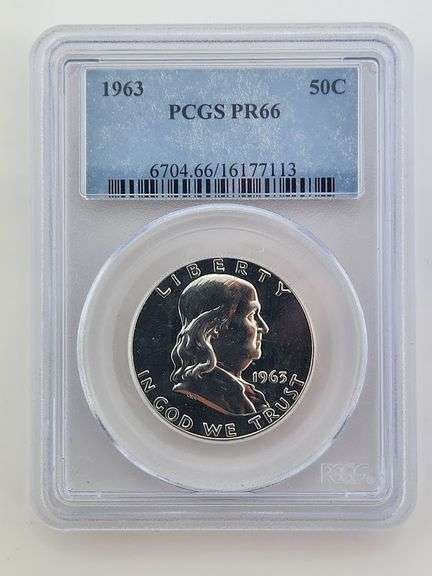 1963 50C
PCGS PR66
6704.66/16177113
LIBERTY
1963
IN GOD WE TRUST
PCGS